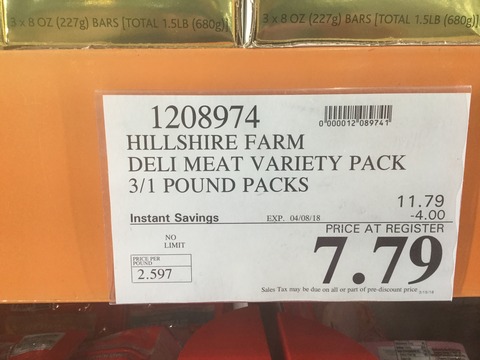 3 x 8 OZ (227g) BARS [TOTAL 1.5LB (680g)]
3 x 8 OZ (227g) BARS [TOTAL 1.5LB (680g)]
1208974
0"000012"089741"
HILLSHIRE FARM
DELI MEAT VARIETY PACK
3/1 POUND PACKS
11.79
Instant Savings EXP. 04/08/18 -4.00
PRICE AT REGISTER
NO
LIMIT
7.79
PRICE PER
POUND
2.597
Sales Tax may be due on all or part of pre-discount price